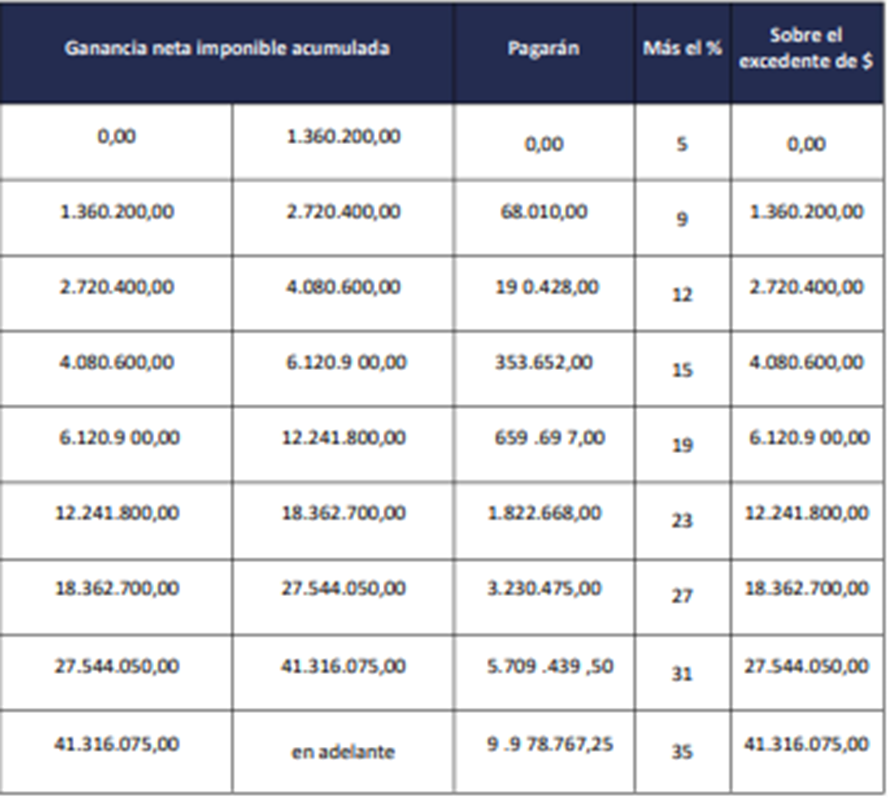 Ganancia neta imponible acumulada Pagarán Más el % Sobre el excedente de $
0,00 1.360.200,00 0,00 5 0,00
1.360.200,00 2.720.400,00 68.010,00 9 1.360.200,00
2.720.400,00 4.080.600,00 19 0.428,00 12 2.720.400,00
4.080.600,00 6.120.9 00,00 353.652,00 15 4.080.600,00
6.120.9 00,00 12.241.800,00 659 .69 7,00 19 6.120.9 00,00
12.241.800,00 18.362.700,00 1.822.668,00 23 12.241.800,00
18.362.700,00 27.544.050,00 3.230.475,00 27 18.362.700,00
27.544.050,00 41.316.075,00 5.709 .439 ,50 31 27.544.050,00
41.316.075,00 en adelante 9 .9 78.767,25 35 41.316.075,00